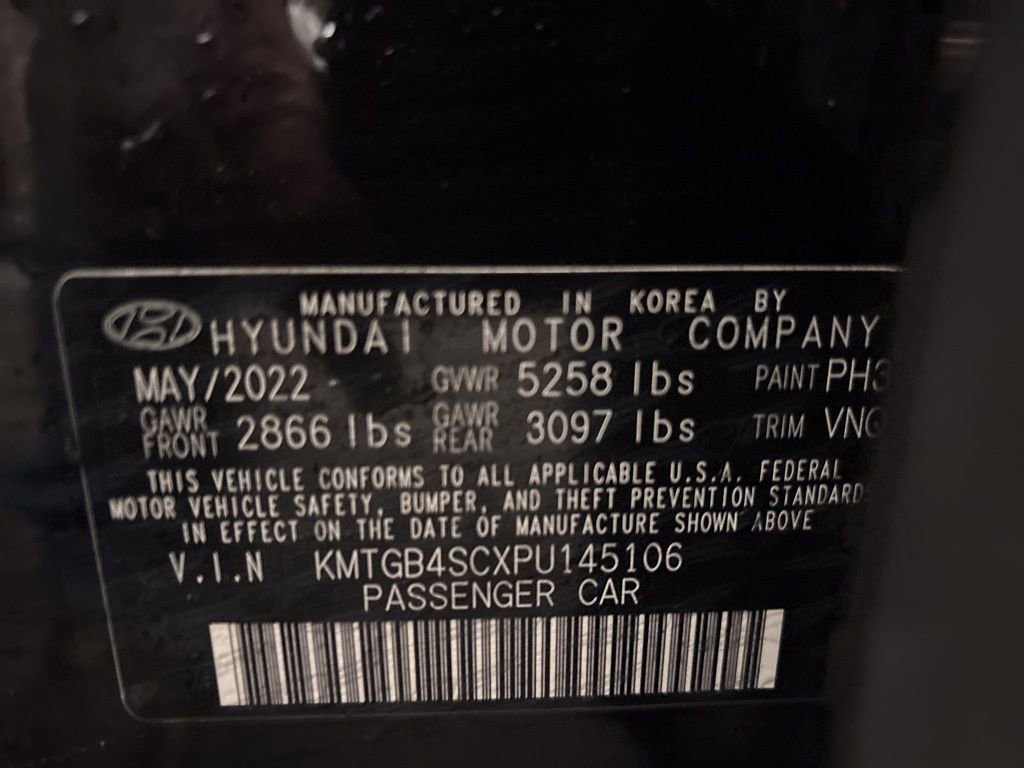 MANUFACTURED IN KOREA BY
HYUNDAI MOTOR COMPANY
MAY/2022 GVWR 5258 lbs PAINT PH3
GAWR FRONT 2866 lbs GAWR REAR 3097 lbs TRIM
THIS VEHICLE CONFORMS TO ALL APPLICABLE U.S.A. FEDERAL
MOTOR VEHICLE SAFETY, BUMPER, AND THEFT PREVENTION STANDARDS
IN EFFECT ON THE DATE OF MANUFACTURE SHOWN ABOVE
V.I.N KMTGB4SCXPU145106
PASSENGER CAR